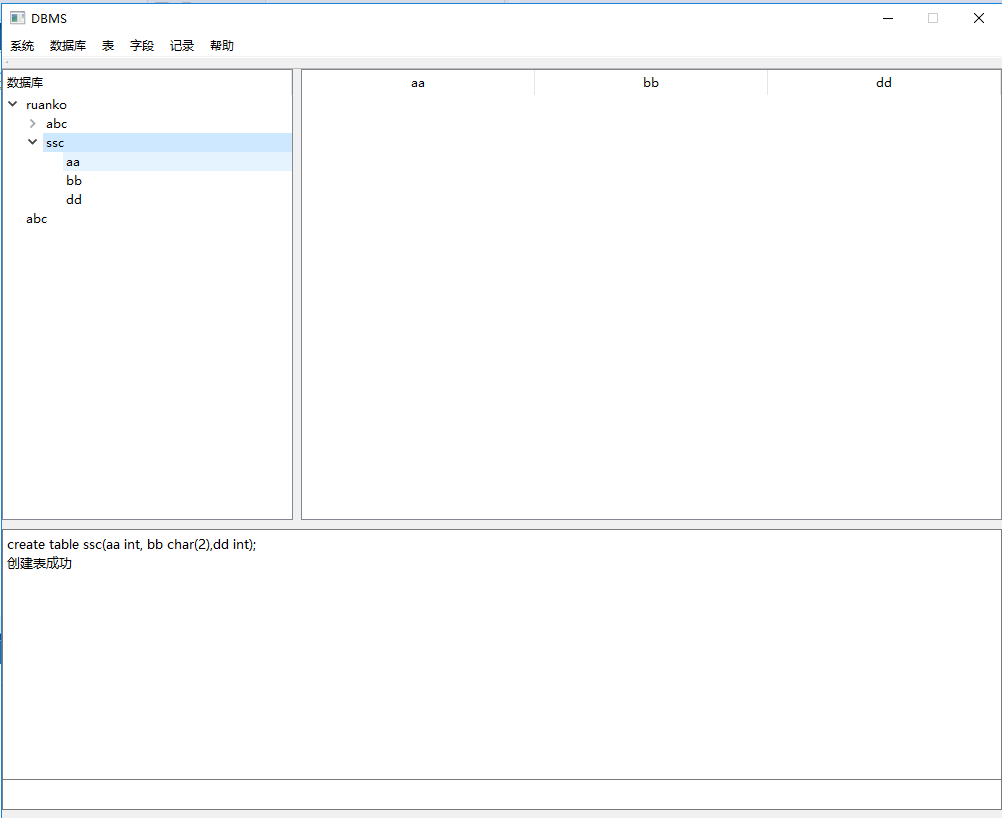 DBMS
系统 数据库 表 字段 记录 帮助
数据库
ruanko
abc
ssc
aa
bb
dd
abc
aa bb dd
create table ssc(aa int, bb char(2),dd int);
创建表成功